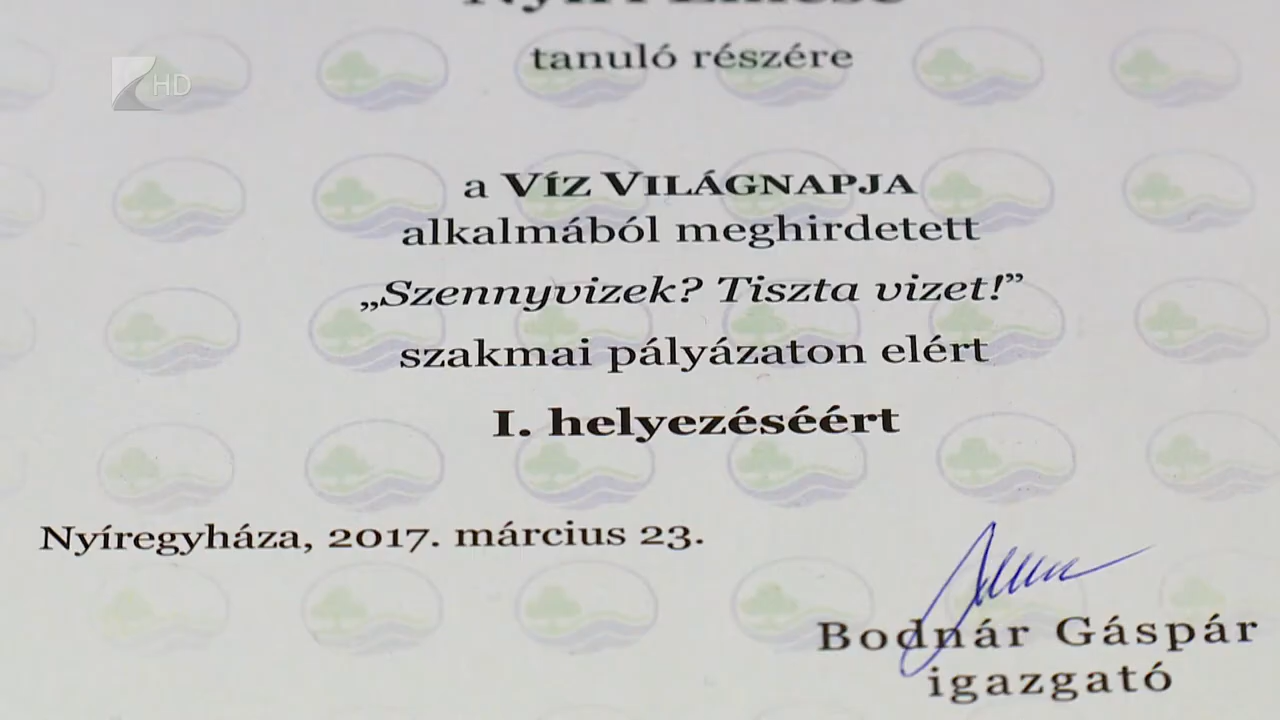 HD
tanuló részére
a VÍZ VILÁGNAPJA
alkalmából meghirdetett
„Szennyvizek? Tiszta vizet!”
szakmai pályázaton elért
I. helyezéséért
Nyíregyháza, 2017. március 23.
Bodnár Gáspár
igazgató